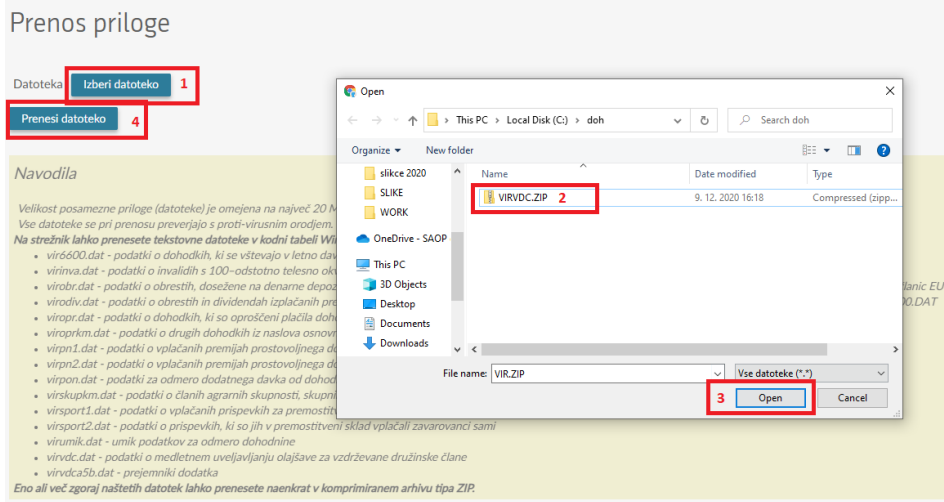 Prenos priloge
Datoteka Izberi datoteko 1
Prenesi datoteko 4
Open
This PC > Local Disk (C:) > doh
Search doh
Organize New folder
slikce 2020
SLIKE
WORK
OneDrive - SAOP
This PC
3D Objects
Desktop
Documents
Downloads
Name Date modified Type
VIRVDC.ZIP 2 9. 12. 2020 16:18 Compressed (zipp...
File name: VIR.ZIP Vse datoteke (*.*)
3 Open Cancel
Navodila
Velikost posamezne priloge (datoteke) je omejena na največ 20 M
Vse datoteke se pri prenosu preverjajo s proti-virusnim orodjem.
Na strežnik lahko prenesete tekstovne datoteke v kodni tabeli Wi
vir6600.dat - podatki o dohodkih, ki se vštevajo v letno dav
virinva.dat - podatki o invalidih s 100-odstotno telesno okv
virobr.dat - podatki o obrestih, dosežene na denarne depoz lanic EU
virodiv.dat - podatki o obrestih in dividendah izplačanih pre 00.DAT
viropr.dat - podatki o dohodkih, ki so oproščeni plačila doho
viroprkm.dat - podatki o drugih dohodkih iz naslova osnovn
virpn1.dat - podatki o vplačanih premijah prostovoljnega do
virpn2.dat - podatki o vplačanih premijah prostovoljnega do
virpon.dat - podatki za odmero dodatnega davka od dohod
virskupkm.dat - podatki o članih agrarnih skupnosti, skupni
virsport1.dat - podatki o vplačanih prispevkih za premostitv
virsport2.dat - podatki o prispevkih, ki so jih v premostitveni sklad vplačali zavarovanci sami
virumik.dat - umik podatkov za odmero dohodnine
virvdc.dat - podatki o medletnem uveljavljanju olajšave za vzdrževane družinske člane
virvdca5b.dat - prejemniki dodatka
Eno ali več zgoraj naštetih datotek lahko prenesete naenkrat v komprimiranem arhivu tipa ZIP.